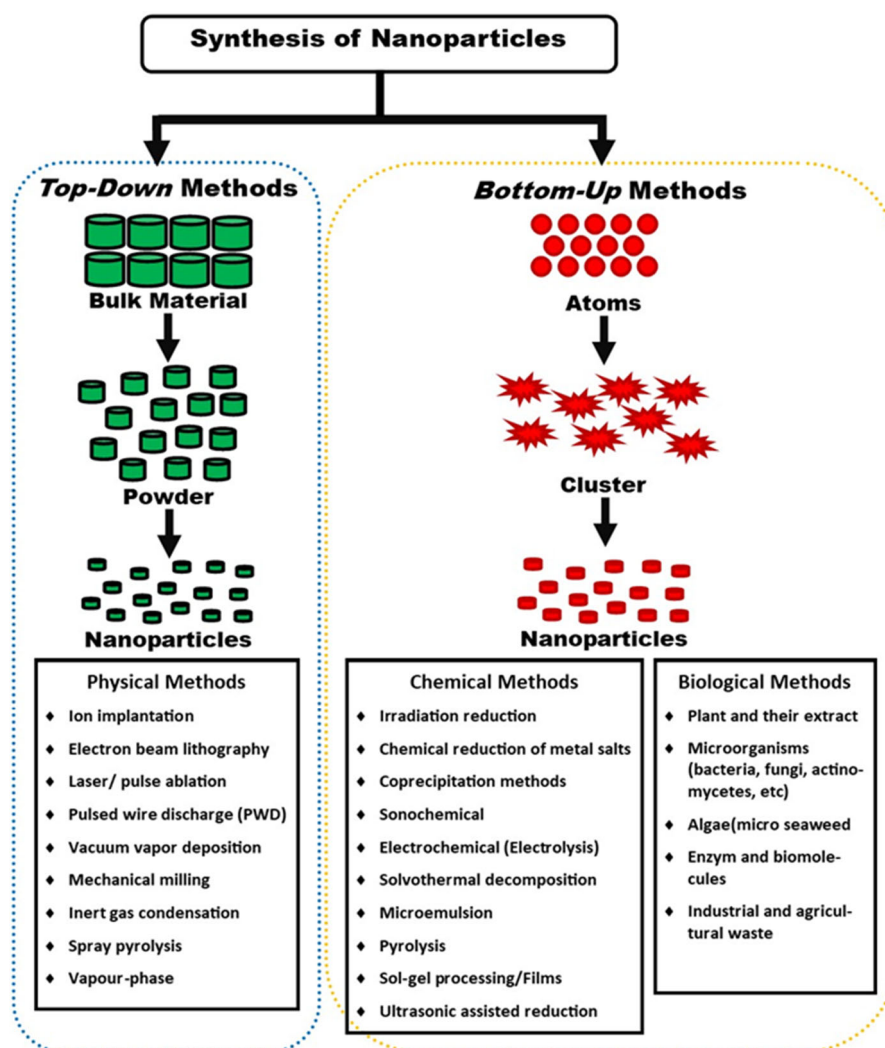 Synthesis of Nanoparticles
Top-Down Methods
Bulk Material
Powder
Nanoparticles
Physical Methods
♦ Ion implantation
♦ Electron beam lithography
♦ Laser/ pulse ablation
♦ Pulsed wire discharge (PWD)
♦ Vacuum vapor deposition
♦ Mechanical milling
♦ Inert gas condensation
♦ Spray pyrolysis
♦ Vapour-phase
Bottom-Up Methods
Atoms
Cluster
Nanoparticles
Chemical Methods
♦ Irradiation reduction
♦ Chemical reduction of metal salts
♦ Coprecipitation methods
♦ Sonochemical
♦ Electrochemical (Electrolysis)
♦ Solvothermal decomposition
♦ Microemulsion
♦ Pyrolysis
♦ Sol-gel processing/Films
♦ Ultrasonic assisted reduction
Biological Methods
♦ Plant and their extract
♦ Microorganisms
(bacteria, fungi, actino-
mycetes, etc)
♦ Algae(micro seaweed
♦ Enzym and biomole-
cules
♦ Industrial and agricul-
tural waste